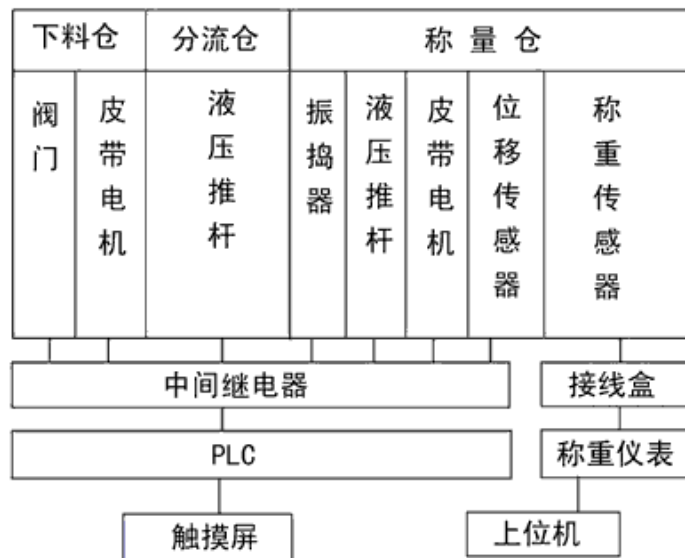 下料仓
分流仓
称量仓
阀门
皮带电机
液压推杆
振捣器
液压推杆
皮带电机
位移传感器
称重传感器
中间继电器
接线盒
PLC
称重仪表
触摸屏
上位机